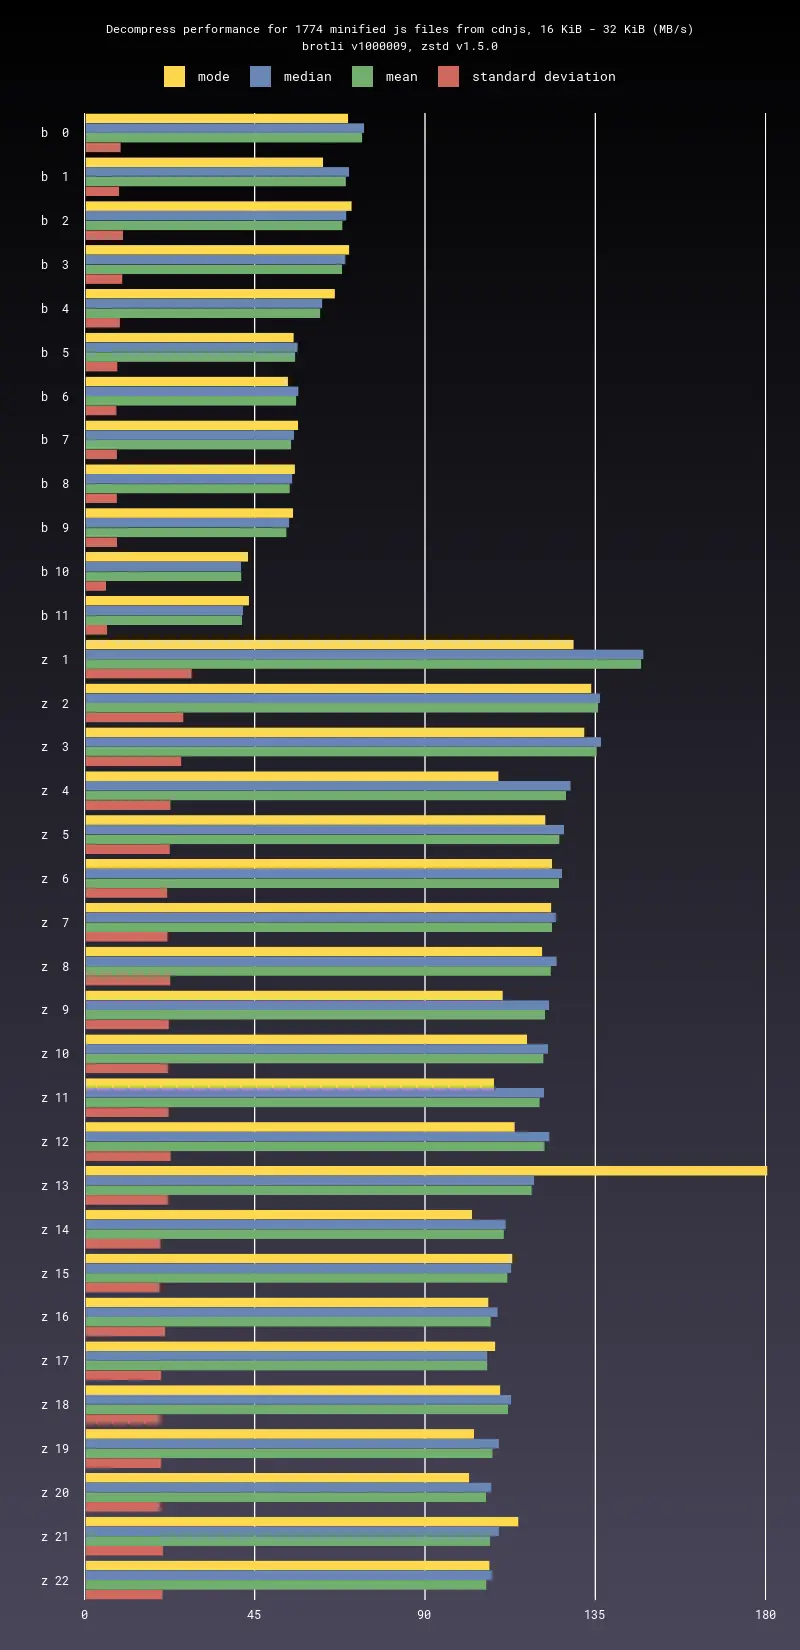 Decompress performance for 1774 minified js files from cdnjs, 16 KiB – 32 KiB (MB/s)
brotli v1000009, zstd v1.5.0
mode median mean standard deviation
b 0
b 1
b 2
b 3
b 4
b 5
b 6
b 7
b 8
b 9
b 10
b 11
z 1
z 2
z 3
z 4
z 5
z 6
z 7
z 8
z 9
z 10
z 11
z 12
z 13
z 14
z 15
z 16
z 17
z 18
z 19
z 20
z 21
z 22
0 45 90 135 180